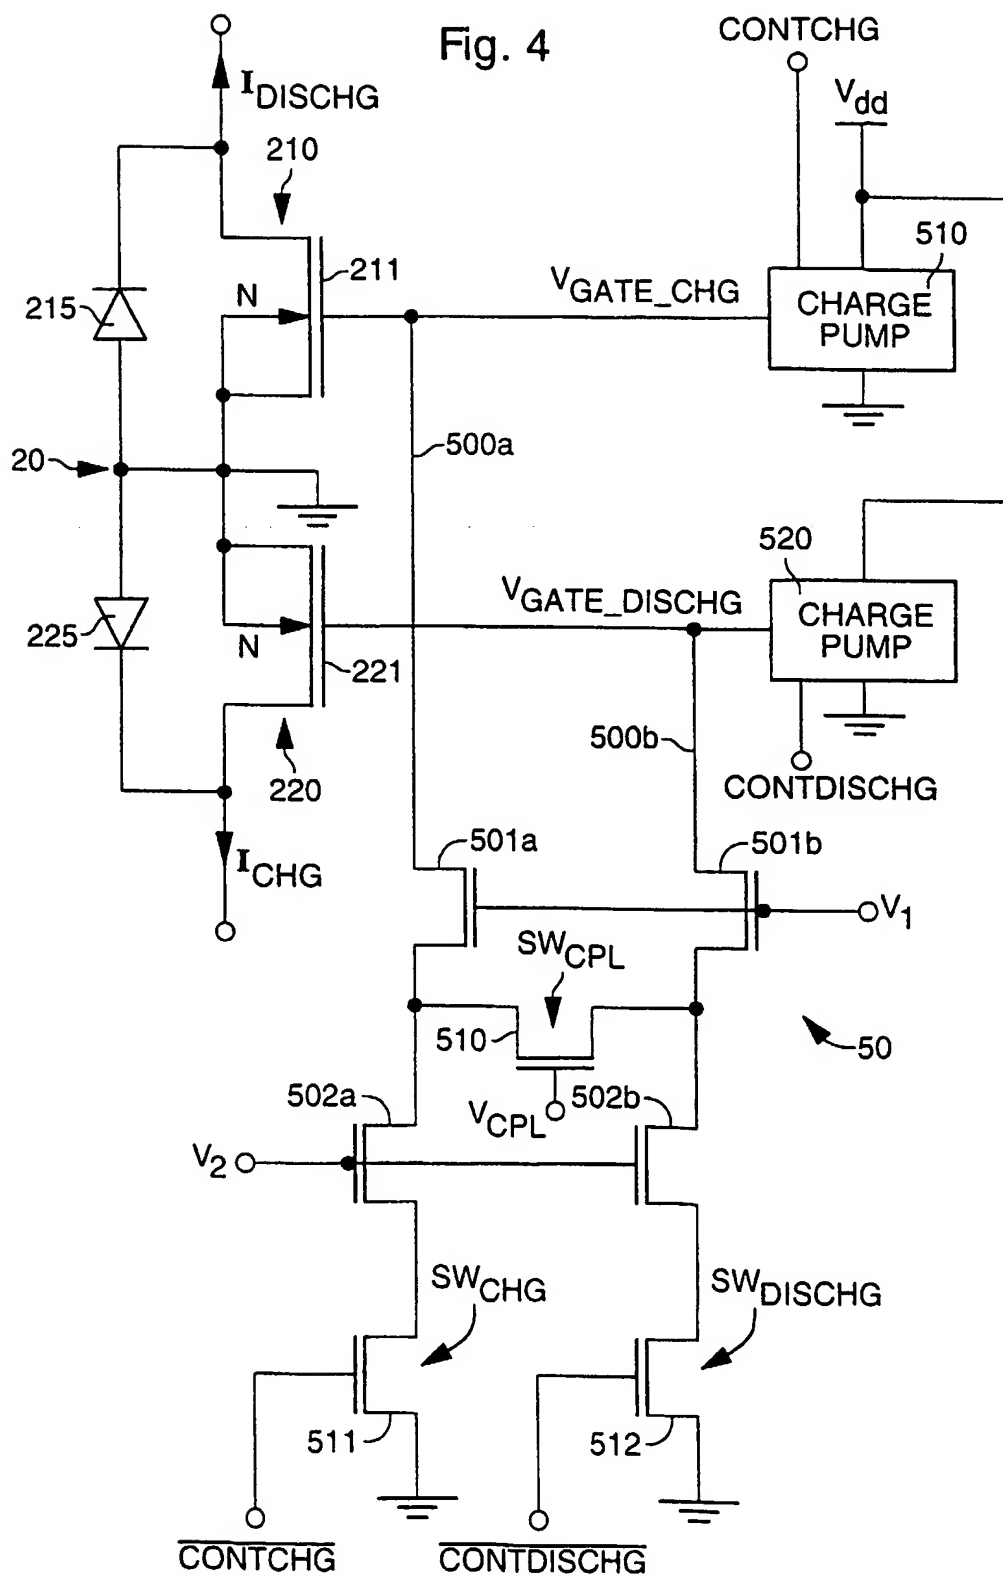 Fig. 4
CONTCHG
I DISCHG
Vdd
210
510
211
VGATE_CHG
CHARGE
PUMP
215
N
500a
20
520
VGATE_DISCHG
CHARGE
PUMP
225
N
221
500b
220
CONTDISCHG
501a
501b
I CHG
V1
SWCPL
510
50
502a
VCPL
502b
V2
SWCHG
SWDISCHG
511
512
CONTCHG
CONTDISCHG